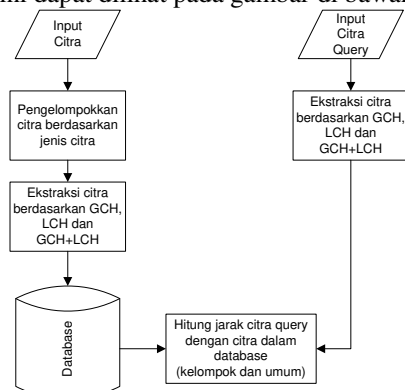 ini dapat dilihat pada gambar di bawah
Input
Citra
Pengelompokkan
citra berdasarkan
jenis citra
Ekstraksi citra
berdasarkan GCH,
LCH dan
GCH+LCH
Database
Input
Citra
Query
Ekstraksi citra
berdasarkan GCH,
LCH dan
GCH+LCH
Hitung jarak citra query
dengan citra dalam
database
(kelompok dan umum)